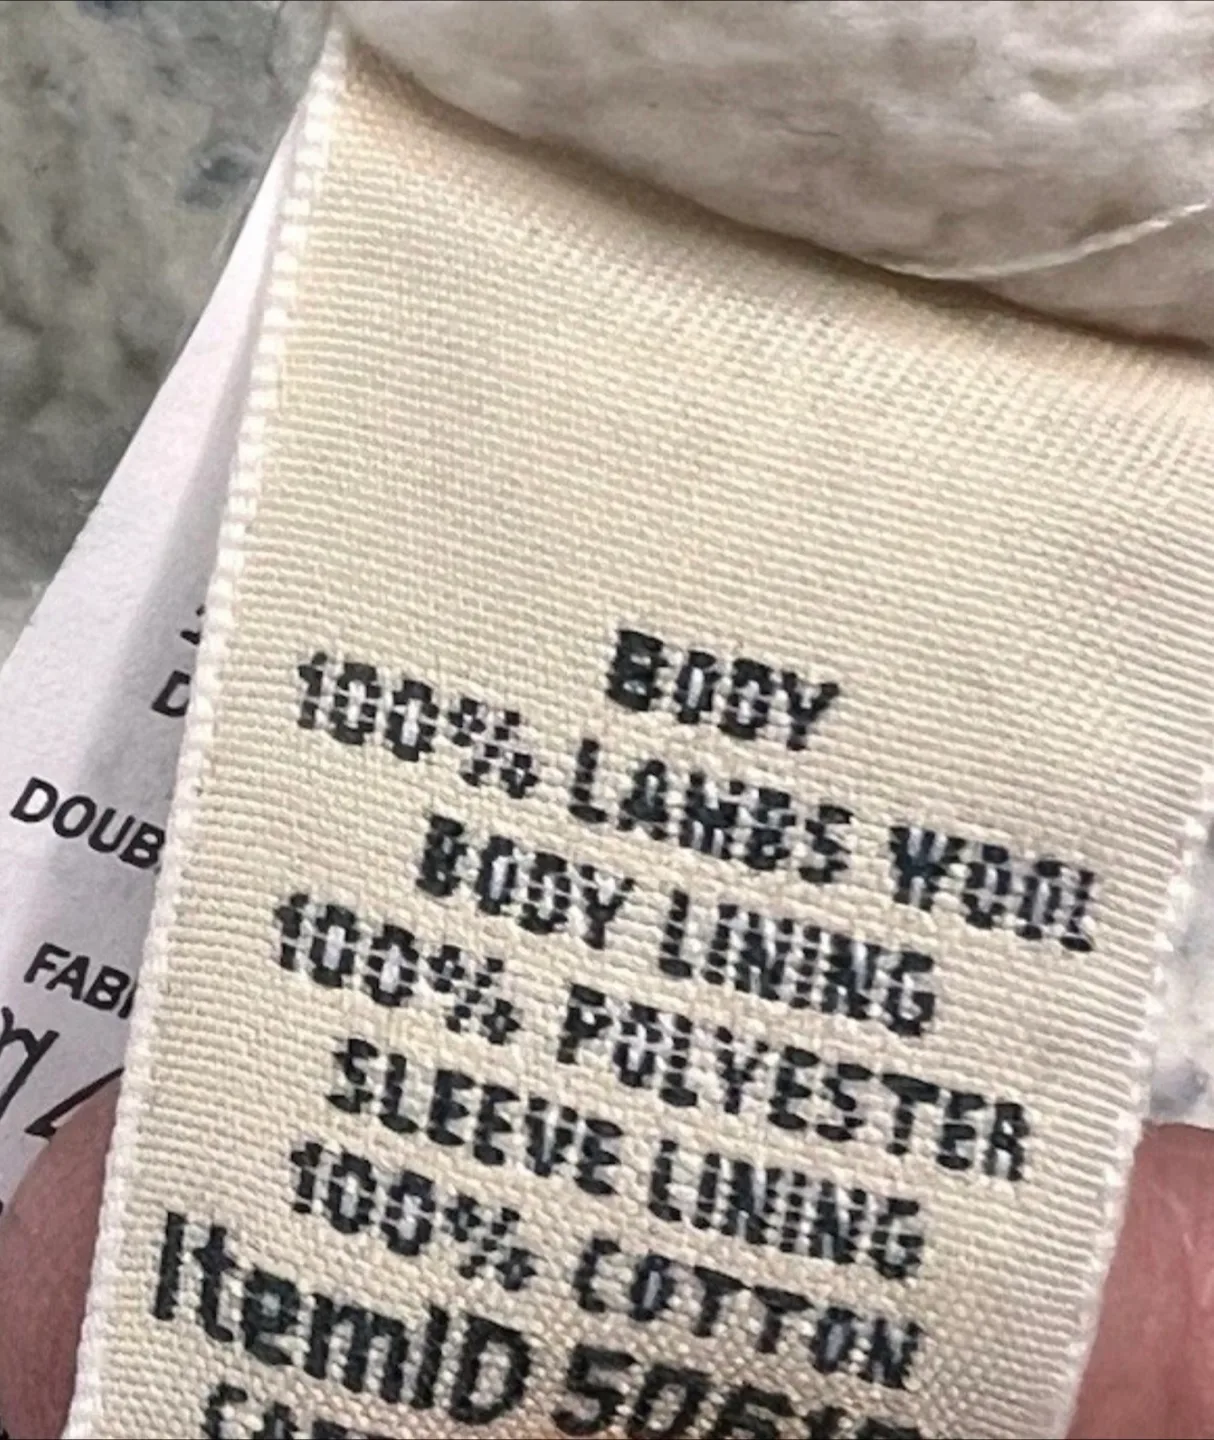 BODY
100% LAMBS WOOL
BODY LINING
100% POLYESTER
SLEEVE LINING
100% COTTON
ItemID
DOUB
FAB